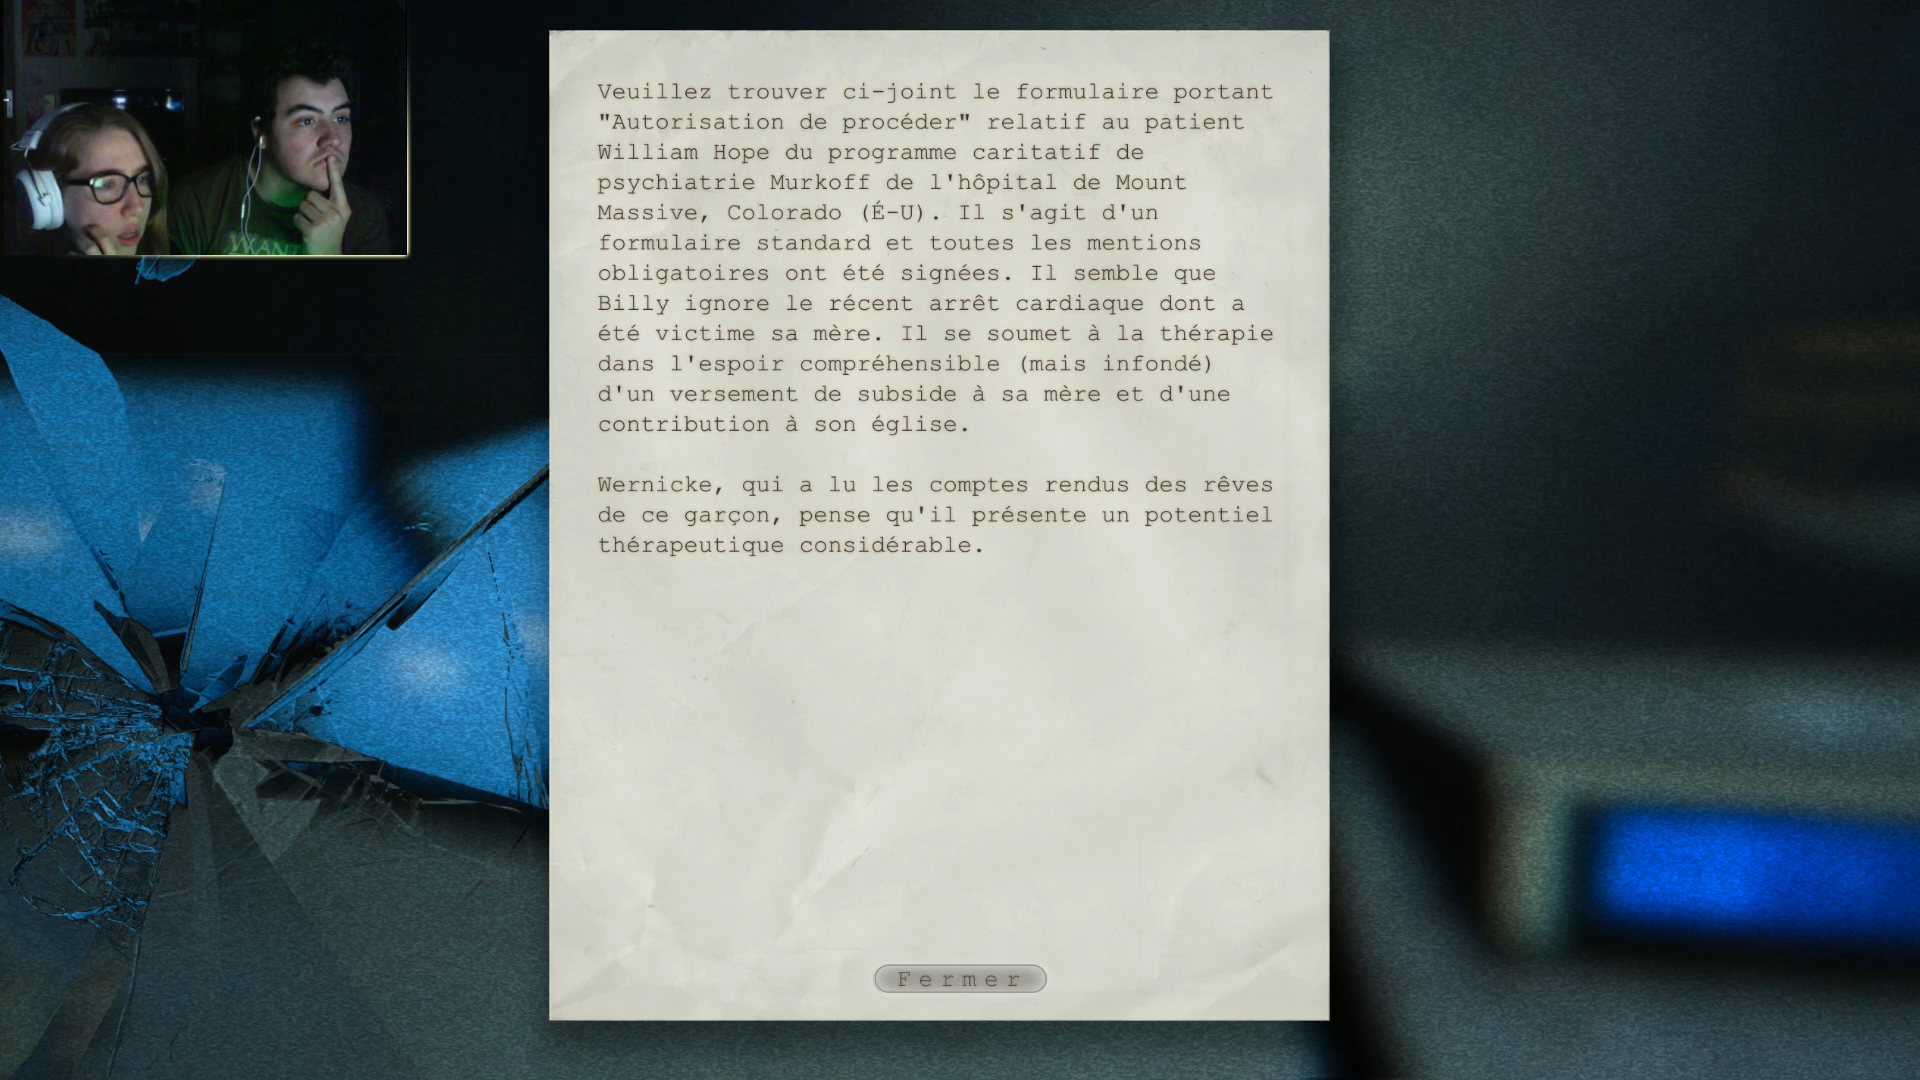 Veuillez trouver ci-joint le formulaire portant
"Autorisation de procéder" relatif au patient
William Hope du programme caritatif de
psychiatrie Murkoff de l'hôpital de Mount
Massive, Colorado (É-U). Il s'agit d'un
formulaire standard et toutes les mentions
obligatoires ont été signées. Il semble que
Billy ignore le récent arrêt cardiaque dont a
été victime sa mère. Il se soumet à la thérapie
dans l'espoir compréhensible (mais infondé)
d'un versement de subside à sa mère et d'une
contribution à son église.
Wernicke, qui a lu les comptes rendus des rêves
de ce garçon, pense qu'il présente un potentiel
thérapeutique considérable.
Fermer